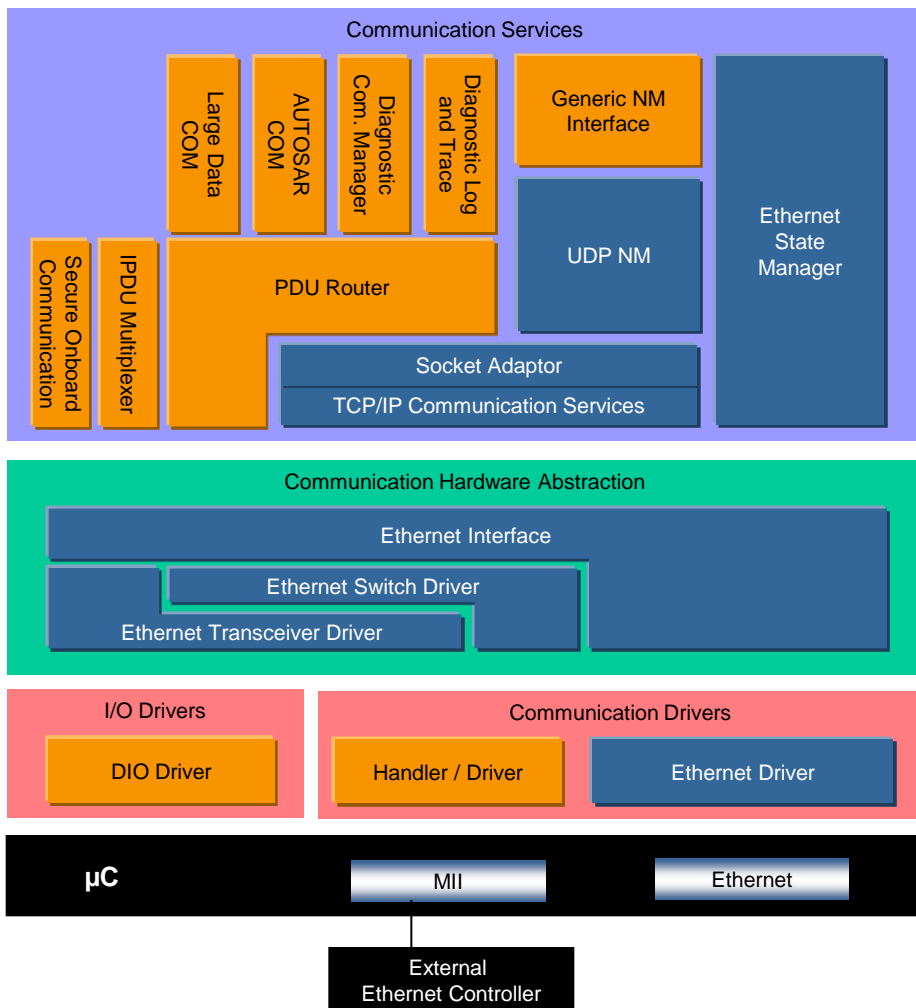 Communication Services
Large Data
COM
AUTOSAR
COM
Diagnostic
Com. Manager
Diagnostic Log
and Trace
Generic NM
Interface
Ethernet
State
Manager
UDP NM
Secure Onboard
Communication
IPDU Multiplexer
PDU Router
Socket Adaptor
TCP/IP Communication Services
Communication Hardware Abstraction
Ethernet Interface
Ethernet Switch Driver
Ethernet Transceiver Driver
I/O Drivers
Communication Drivers
DIO Driver
Handler / Driver
Ethernet Driver
µC
MII
Ethernet
External
Ethernet Controller